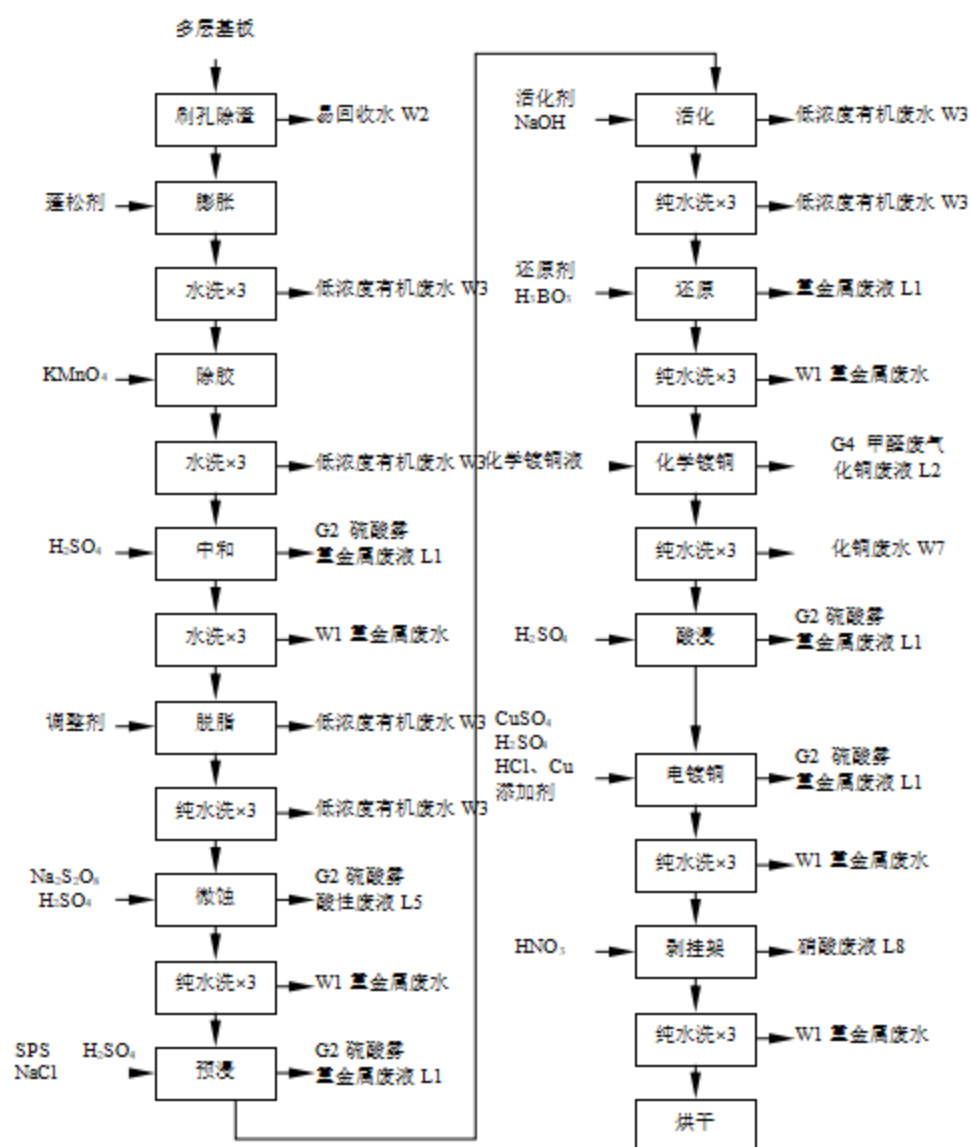 多层基板
刷孔除渣
易回收水 W2
蓬松剂
膨胀
水洗×3
低浓度有机废水 W3
KMnO₄
除胶
水洗×3
低浓度有机废水 W3
H₂SO₄
中和
G2 硫酸雾
重金属废液 L1
水洗×3
W1 重金属废水
调整剂
脱脂
低浓度有机废水 W3
纯水洗×3
低浓度有机废水 W3
Na₂S₂O₈
H₂SO₄
微蚀
G2 硫酸雾
酸性废液 L5
纯水洗×3
W1 重金属废水
SPS H₂SO₄
NaCl
预浸
G2 硫酸雾
重金属废液 L1
活化剂
NaOH
活化
低浓度有机废水 W3
纯水洗×3
低浓度有机废水 W3
还原剂
H₃BO₃
还原
重金属废液 L1
纯水洗×3
W1 重金属废水
化学镀铜液
化学镀铜
G4 甲醛废气
化铜废液 L2
纯水洗×3
化铜废水 W7
H₂SO₄
酸浸
G2 硫酸雾
重金属废液 L1
CuSO₄
H₂SO₄
HCl、Cu
添加剂
电镀铜
G2 硫酸雾
重金属废液 L1
纯水洗×3
W1 重金属废水
HNO₃
剥挂架
硝酸废液 L8
纯水洗×3
W1 重金属废水
烘干